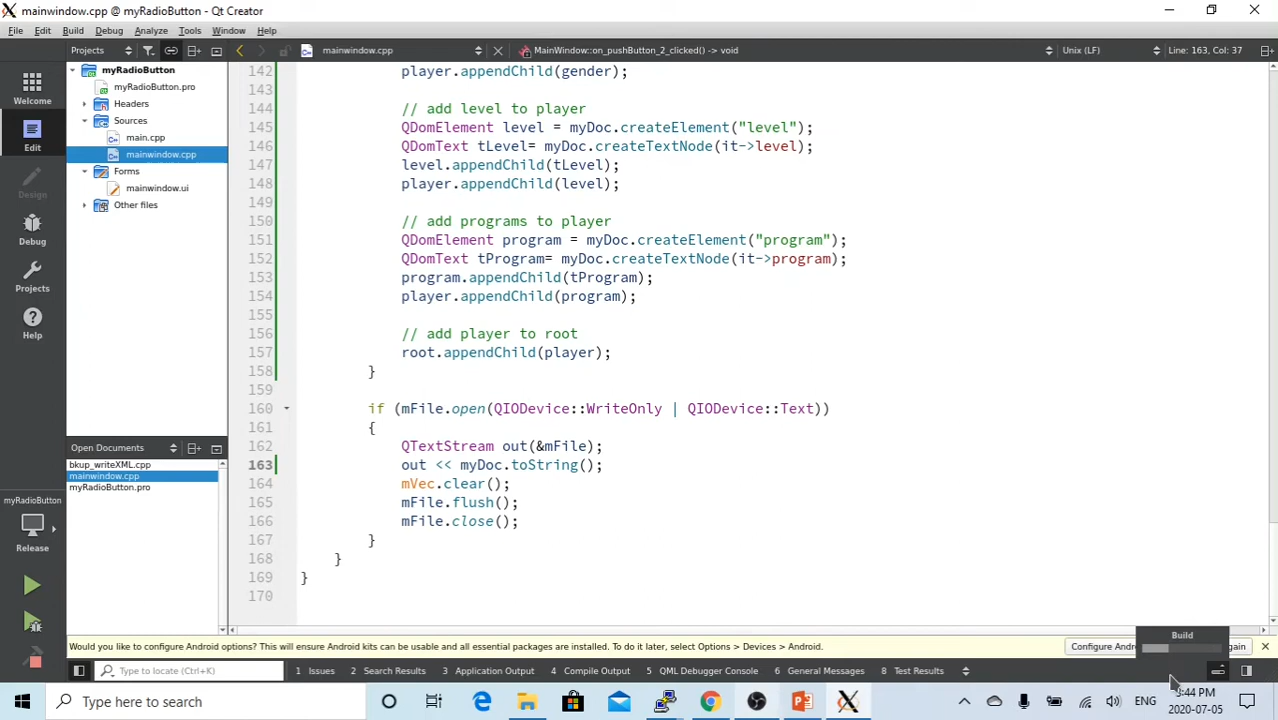 mainwindow.cpp @ myRadioButton - Qt Creator
File Edit Build Debug Analyze Tools Window Help
Projects mainwindow.cpp MainWindow::on_pushButton_2_clicked() -> void Unix (LF) Line: 163, Col: 37
Welcome
Edit
Design
Debug
Projects
Help
myRadioButton
Release
myRadioButton
myRadioButton.pro
Headers
Sources
main.cpp
mainwindow.cpp
Forms
mainwindow.ui
Other files
Open Documents
bkup_writeXML.cpp
mainwindow.cpp
myRadioButton.pro
142 player.appendChild(gender);
143
144 // add level to player
145 QDomElement level = myDoc.createElement("level");
146 QDomText tLevel= myDoc.createTextNode(it->level);
147 level.appendChild(tLevel);
148 player.appendChild(level);
149
150 // add programs to player
151 QDomElement program = myDoc.createElement("program");
152 QDomText tProgram= myDoc.createTextNode(it->program);
153 program.appendChild(tProgram);
154 player.appendChild(program);
155
156 // add player to root
157 root.appendChild(player);
158 }
159
160 if (mFile.open(QIODevice::WriteOnly | QIODevice::Text))
161 {
162 QTextStream out(&mFile);
163 out << myDoc.toString();
164 mVec.clear();
165 mFile.flush();
166 mFile.close();
167 }
168 }
169 }
170
Build
Would you like to configure Android options? This will ensure Android kits can be usable and all essential packages are installed. To do it later, select Options > Devices > Android. Configure Andr gain
Type to locate (Ctrl+K) 1 Issues 2 Search Results 3 Application Output 4 Compile Output 5 QML Debugger Console 6 General Messages 8 Test Results
Type here to search ENG 3:44 PM
2020-07-05